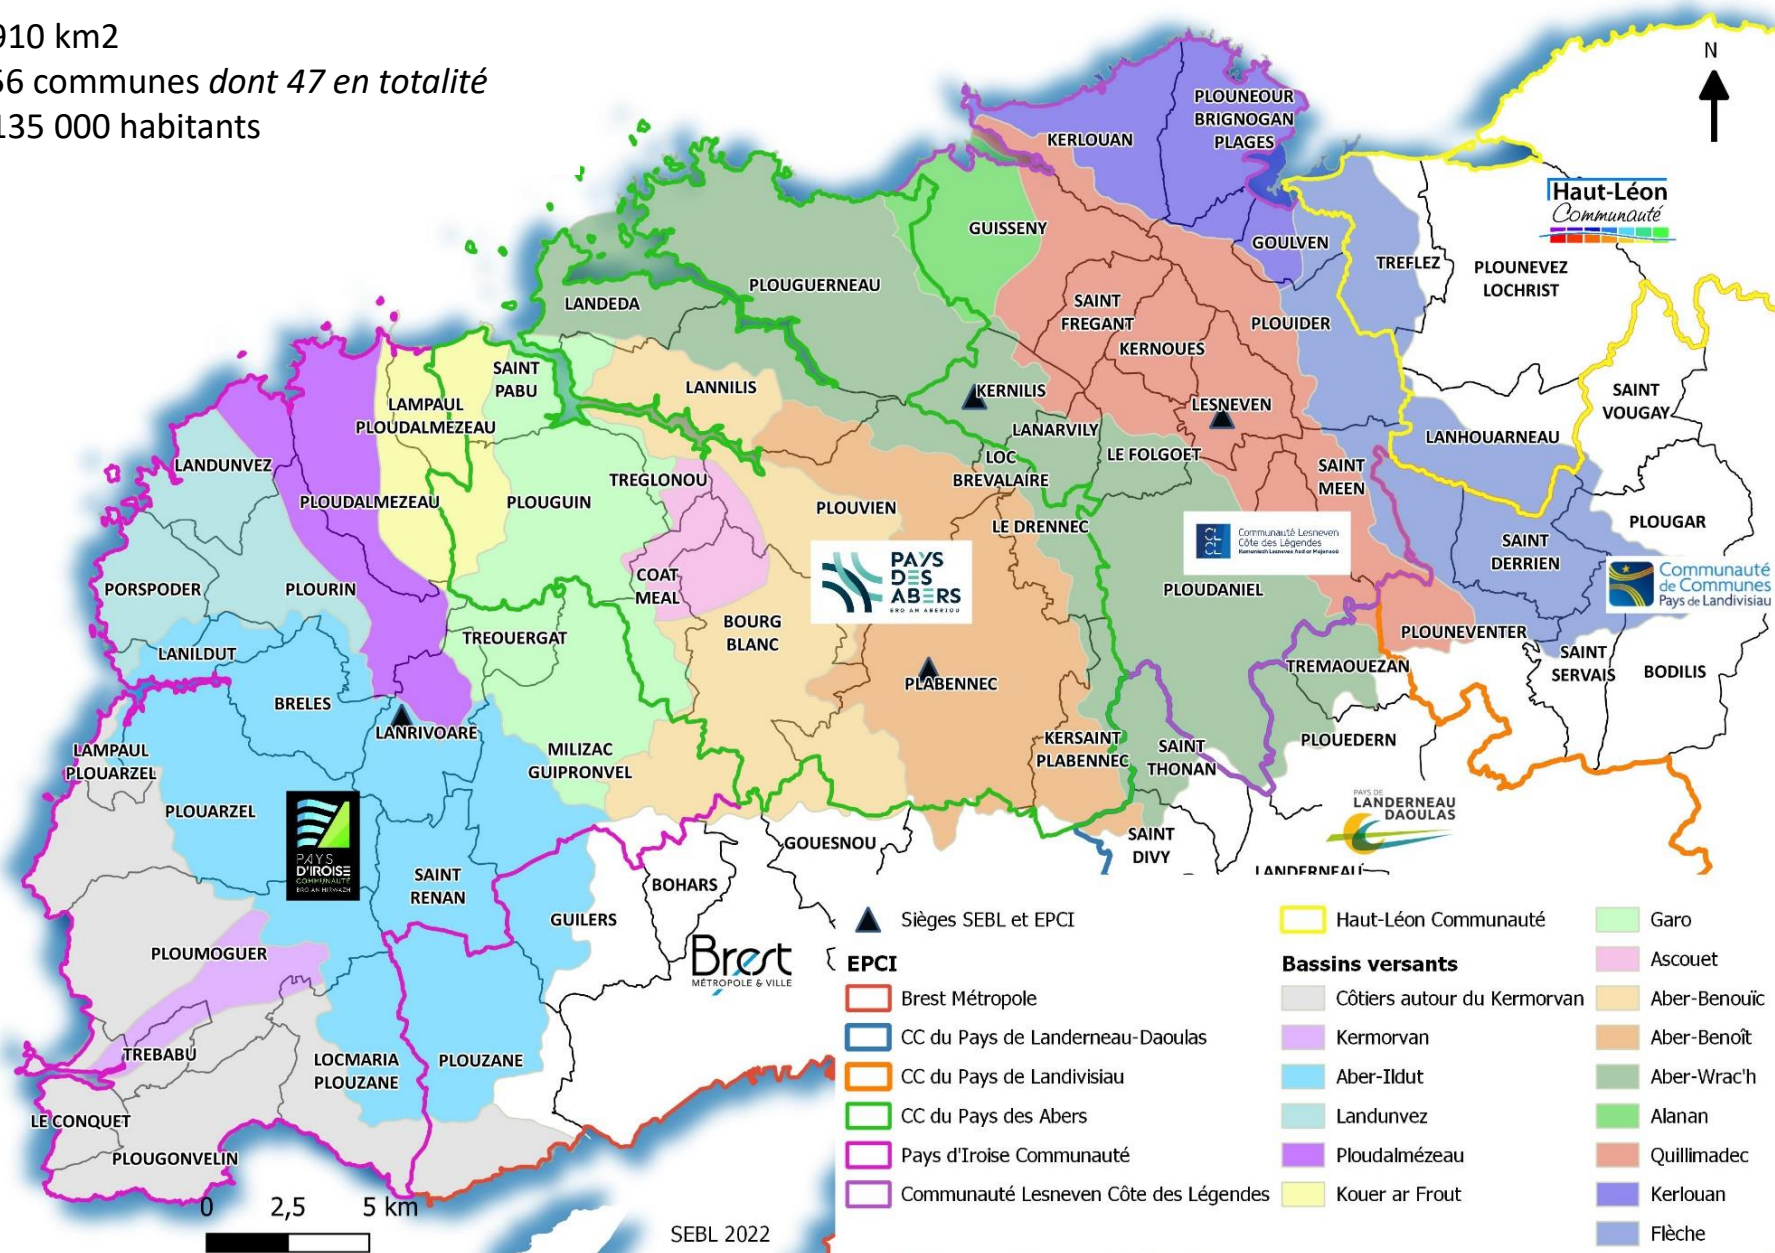 910 km2
56 communes dont 47 en totalité
135 000 habitants
N
PLOUNEOUR
BRIGNOGAN
PLAGES
KERLOUAN
Haut-Léon
Communauté
GUISSENY
GOULVEN
TREFLEZ
PLOUNEVEZ
LOCHRIST
PLOUGUERNEAU
LANDEDA
SAINT
FREGANT
PLOUIDER
KERNOUES
SAINT
PABU
LANNILIS
KERNILIS
LESNEVEN
SAINT
VOUGAY
LAMPAUL
PLOUDALMEZEAU
LANARVILY
LANHOUARNEAU
LANDUNVEZ
LOC
BREVALAIRE
LE FOLGOET
SAINT
MEEN
TREGLONOU
PLOUDALMEZEAU
PLOUGUIN
PLOUVIEN
LE DRENNEC
PLOUGAR
Communauté Lesneven
Côte des Légendes
SAINT
DERRIEN
PAYS
DES
ABERS
BRO AN ABERIOU
COAT
MEAL
PORSPODER
PLOURIN
PLOUDANIEL
Communauté
de Communes
Pays de Landivisiau
BOURG
BLANC
TREOUERGAT
PLOUNEVENTER
LANILDUT
TREMAOUEZAN
SAINT
SERVAIS
BODILIS
PLABENNEC
BRELES
LANRIVOARE
LAMPAUL
PLOUARZEL
MILIZAC
GUIPRONVEL
KERSAINT
PLABENNEC
SAINT
THONAN
PLOUEDERN
PLOUARZEL
PAYS DE
LANDERNEAU
DAOULAS
PAYS
D'IROISE
COMMUNAUTÉ
BRO AN HIRWAZH
GOUESNOU
SAINT
DIVY
LANDERNEAU
SAINT
RENAN
BOHARS
GUILERS
PLOUMOGUER
Brest
MÉTROPOLE & VILLE
TREBABU
LOCMARIA
PLOUZANE
PLOUZANE
LE CONQUET
PLOUGONVELIN
0 2,5 5 km
SEBL 2022
Sièges SEBL et EPCI
EPCI
Brest Métropole
CC du Pays de Landerneau-Daoulas
CC du Pays de Landivisiau
CC du Pays des Abers
Pays d'Iroise Communauté
Communauté Lesneven Côte des Légendes
Haut-Léon Communauté
Bassins versants
Côtiers autour du Kermorvan
Kermorvan
Aber-Ildut
Landunvez
Ploudalmézeau
Kouer ar Frout
Garo
Ascouet
Aber-Benouïc
Aber-Benoît
Aber-Wrac'h
Alanan
Quillimadec
Kerlouan
Flèche